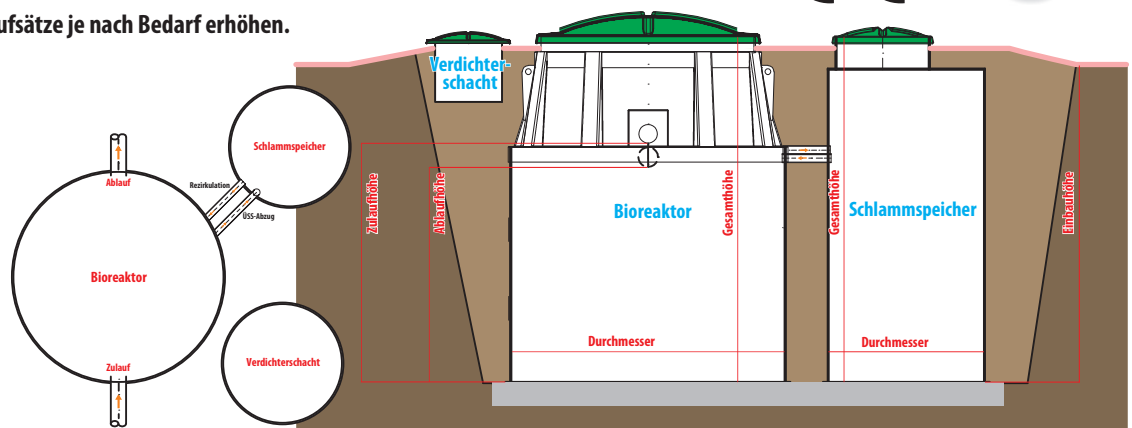 ufsätze je nach Bedarf erhöhen.
Verdichter-
schacht
Schlammspeicher
Ablauf
Rezirkulation
ÜSS-Abzug
Bioreaktor
Zulauf
Verdichterschacht
Zulaufhöhe
Ablaufhöhe
Bioreaktor
Gesamthöhe
Durchmesser
Gesamthöhe
Schlammspeicher
Durchmesser
Einbauhöhe